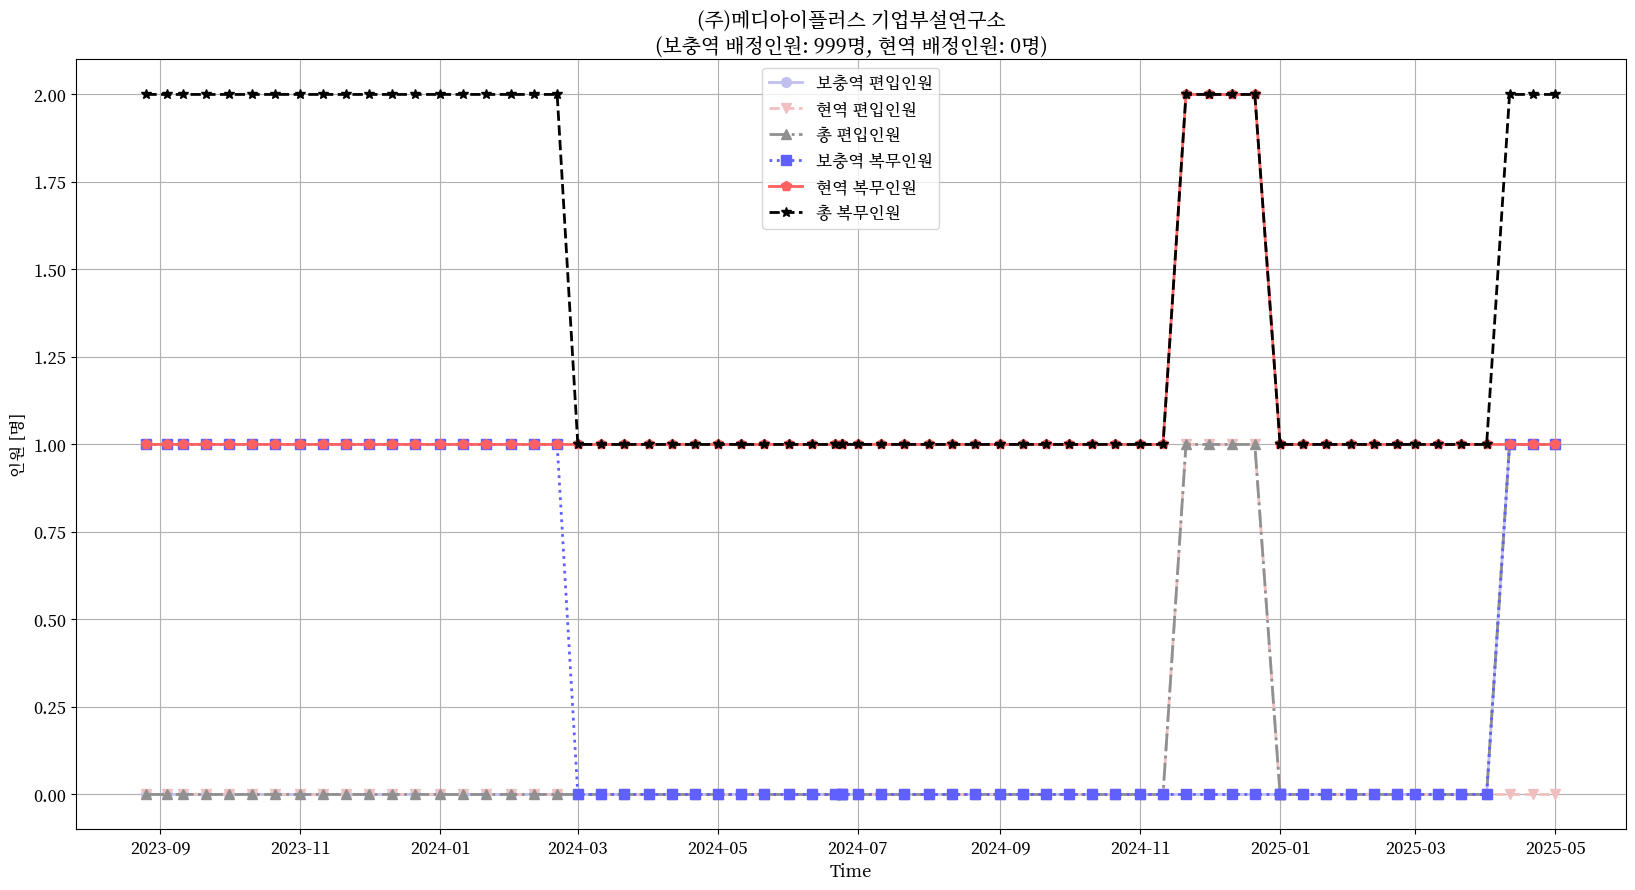 (주)메디아이플러스 기업부설연구소
(보충역 배정인원: 999명, 현역 배정인원: 0명)
보충역 편입인원
현역 편입인원
총 편입인원
보충역 복무인원
현역 복무인원
총 복무인원
2.00
1.75
1.50
1.25
1.00
0.75
0.50
0.25
0.00
인원 [명]
2023-09 2023-11 2024-01 2024-03 2024-05 2024-07 2024-09 2024-11 2025-01 2025-03 2025-05
Time